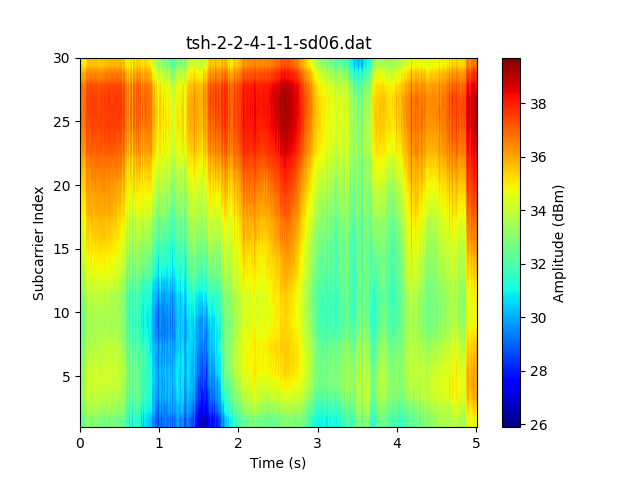 tsh-2-2-4-1-1-sd06.dat
30
25
20
15
10
5
Subcarrier Index
0 1 2 3 4 5
Time (s)
38
36
34
32
30
28
26
Amplitude (dBm)